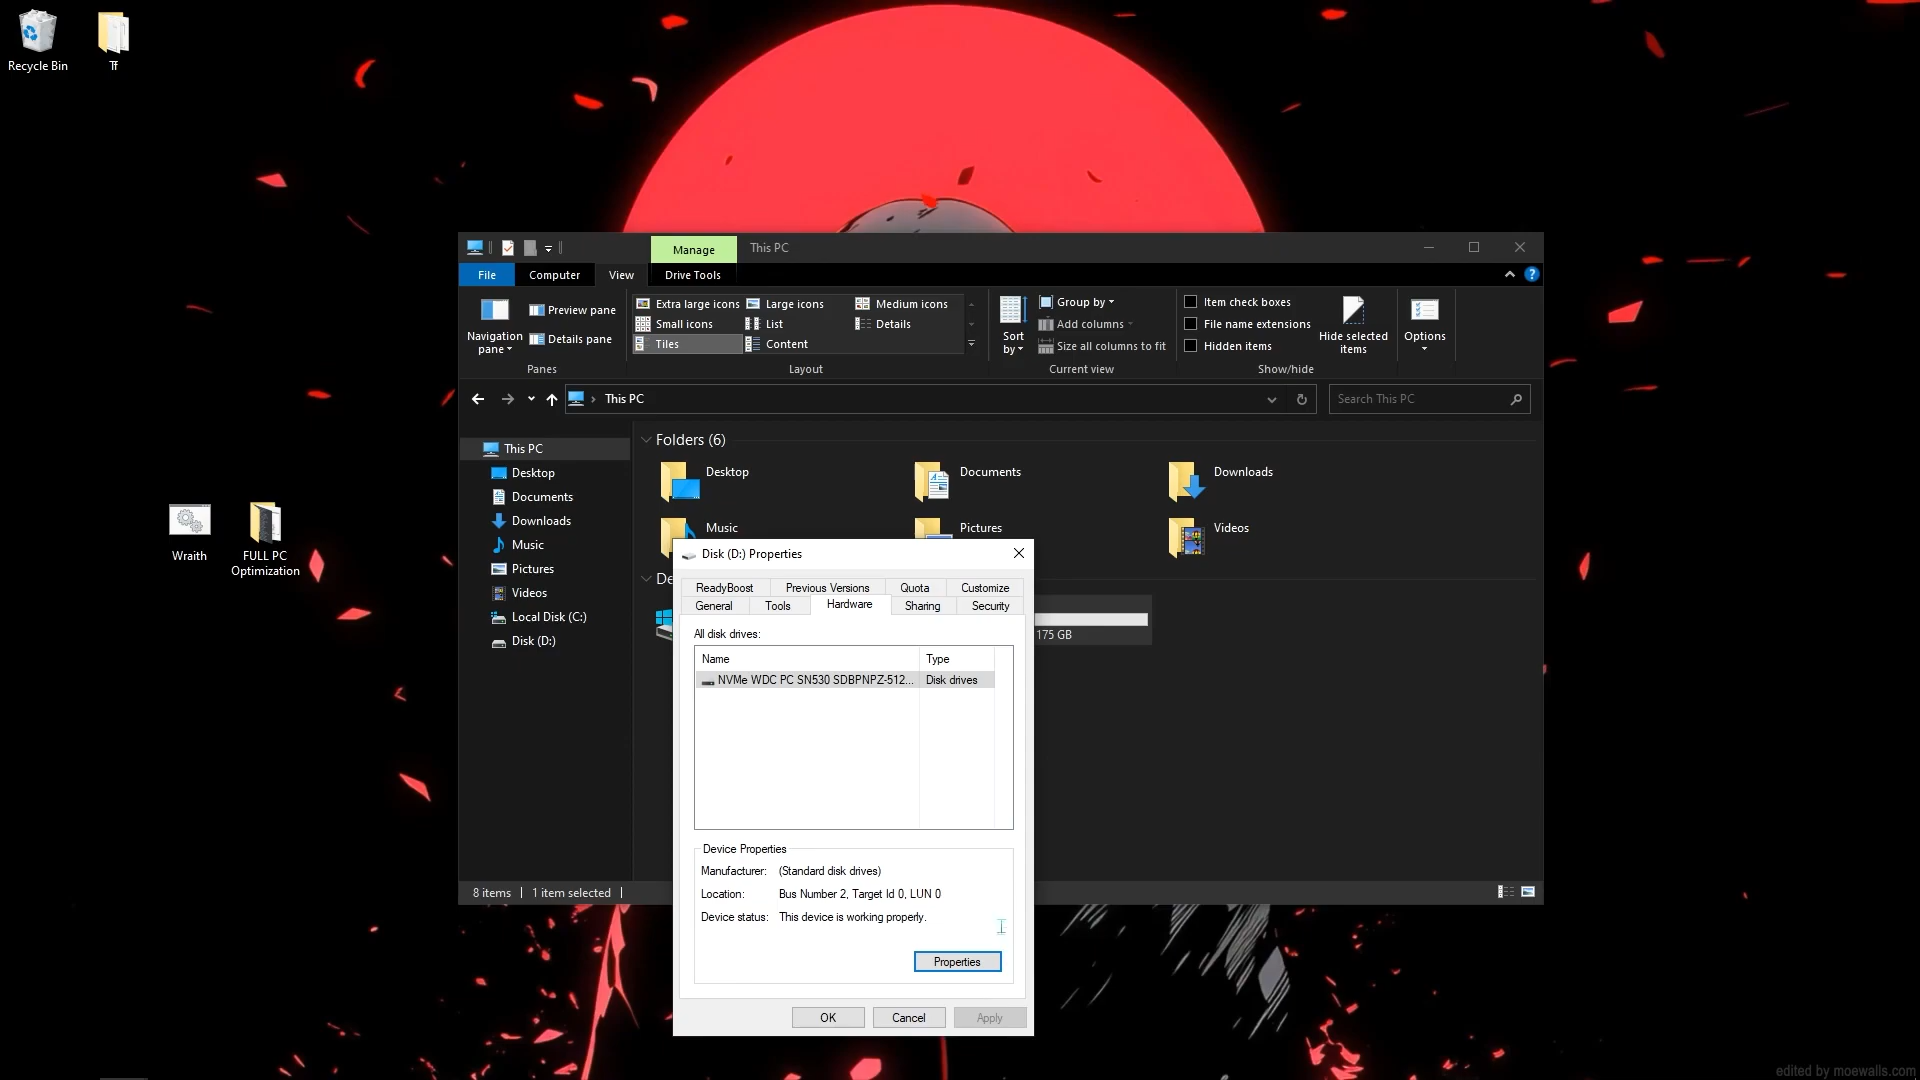 Recycle Bin
Tf
Wraith
FULL PC
Optimization
Manage
This PC
File
Computer
View
Drive Tools
?
Navigation
pane
Preview pane
Details pane
Panes
Extra large icons
Large icons
Medium icons
Small icons
List
Details
Tiles
Content
Layout
Sort
by
Group by
Add columns
Size all columns to fit
Current view
Item check boxes
File name extensions
Hidden items
Hide selected
items
Show/hide
Options
This PC
Search This PC
This PC
Desktop
Documents
Downloads
Music
Pictures
Videos
Local Disk (C:)
Disk (D:)
Folders (6)
Desktop
Documents
Downloads
Music
Pictures
Videos
De
175 GB
8 items
1 item selected
Disk (D:) Properties
ReadyBoost
Previous Versions
Quota
Customize
General
Tools
Hardware
Sharing
Security
All disk drives:
Name
Type
NVMe WDC PC SN530 SDBPNPZ-512...
Disk drives
Device Properties
Manufacturer: (Standard disk drives)
Location: Bus Number 2, Target Id 0, LUN 0
Device status: This device is working properly.
Properties
OK
Cancel
Apply
edited by moewalls.com